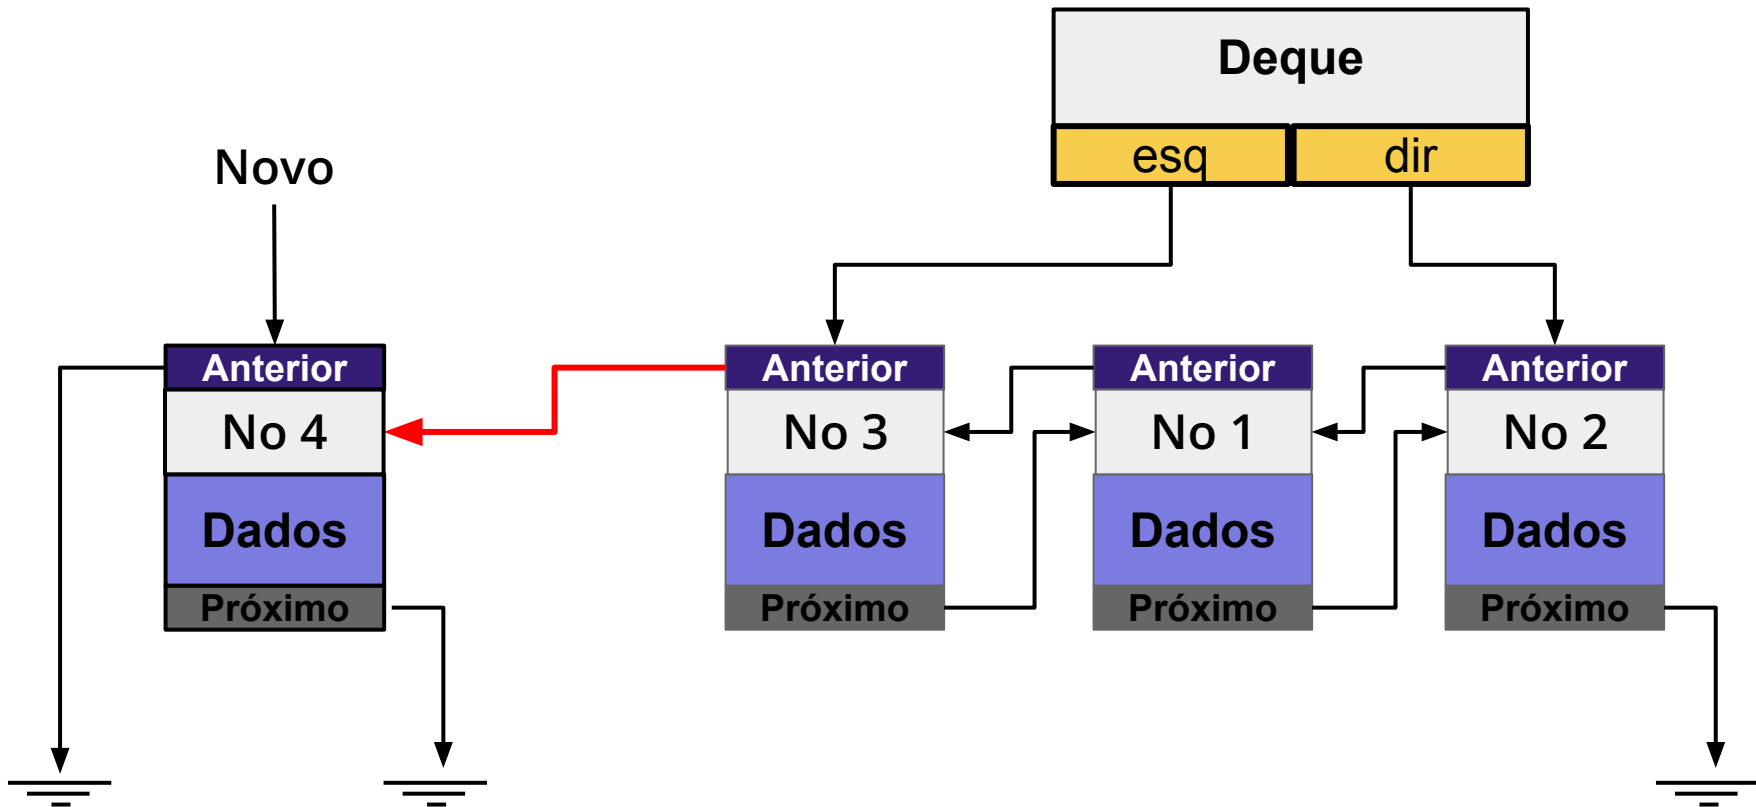 Deque
esq dir
Novo
Anterior Anterior Anterior Anterior
No 4 No 3 No 1 No 2
Dados Dados Dados Dados
Próximo Próximo Próximo Próximo